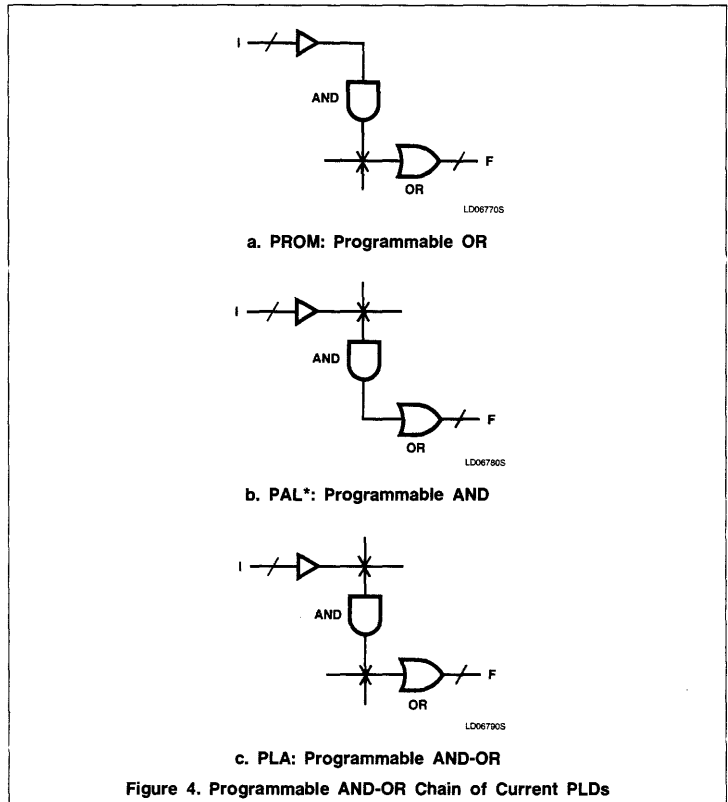 I
AND
F
OR
LD06770S
a. PROM: Programmable OR
I
AND
F
OR
LD06780S
b. PAL*: Programmable AND
I
AND
F
OR
LD06790S
c. PLA: Programmable AND-OR
Figure 4. Programmable AND-OR Chain of Current PLDs